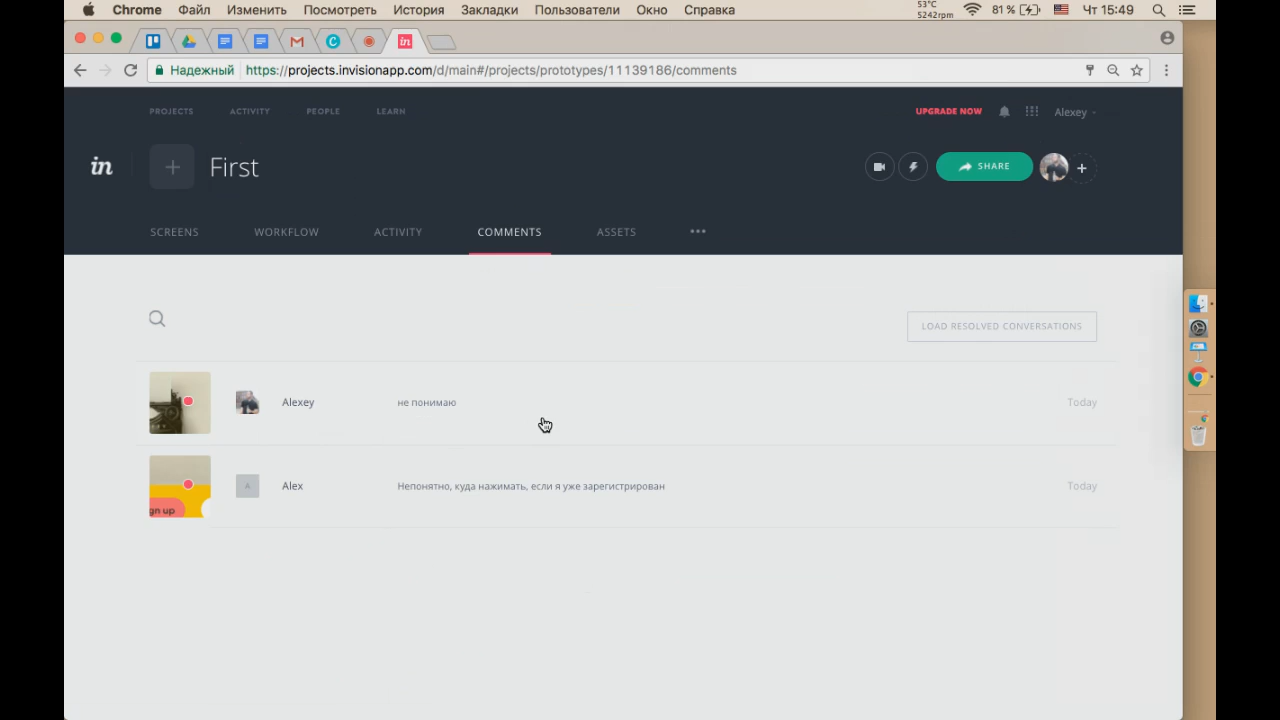 Chrome Файл Изменить Посмотреть История Закладки Пользователи Окно Справка 53°C 5242rpm 81 % Чт 15:49
Надежный https://projects.invisionapp.com/d/main#/projects/prototypes/11139186/comments
PROJECTS ACTIVITY PEOPLE LEARN UPGRADE NOW Alexey
in First SHARE
SCREENS WORKFLOW ACTIVITY COMMENTS ASSETS
LOAD RESOLVED CONVERSATIONS
Alexey не понимаю Today
A Alex Непонятно, куда нажимать, если я уже зарегистрирован Today
gn up